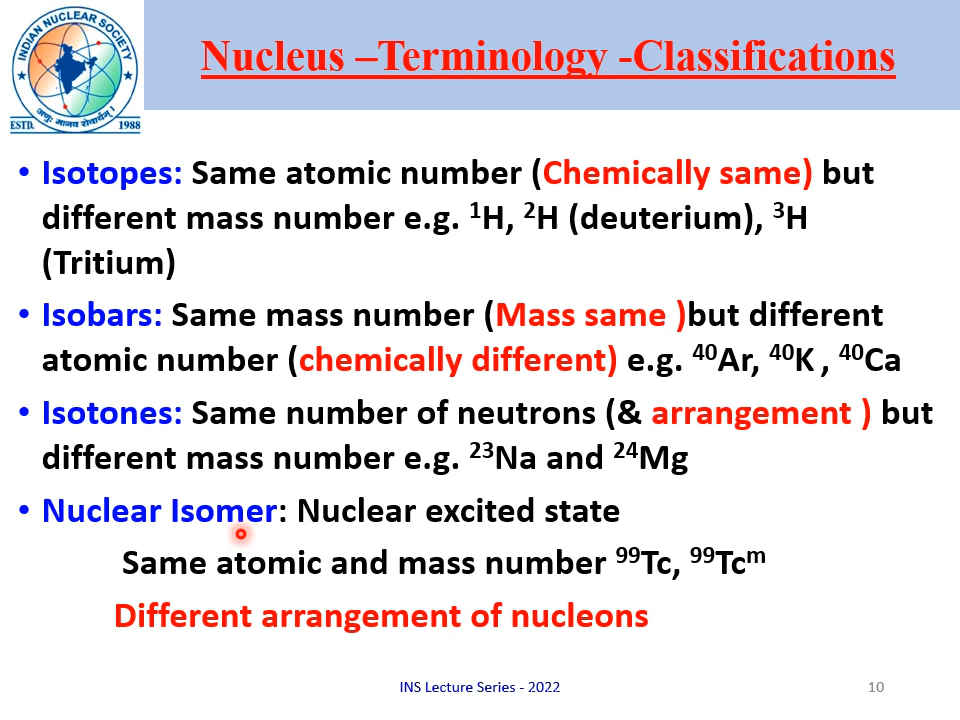 INDIAN NUCLEAR SOCIETY
अणुः मानव सेवार्थम्
ESTD. 1988
Nucleus –Terminology -Classifications
• Isotopes: Same atomic number (Chemically same) but
different mass number e.g. ¹H, ²H (deuterium), ³H
(Tritium)
• Isobars: Same mass number (Mass same )but different
atomic number (chemically different) e.g. ⁴⁰Ar, ⁴⁰K , ⁴⁰Ca
• Isotones: Same number of neutrons (& arrangement ) but
different mass number e.g. ²³Na and ²⁴Mg
• Nuclear Isomer: Nuclear excited state
Same atomic and mass number ⁹⁹Tc, ⁹⁹Tcᵐ
Different arrangement of nucleons
INS Lecture Series - 2022
10